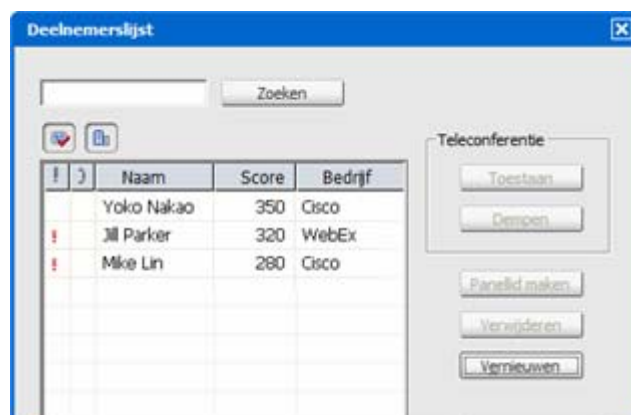 Deelnemerslijst
Zoeken
! Naam Score Bedrijf
Yoko Nakao 350 Cisco
! Jill Parker 320 WebEx
! Mike Lin 280 Cisco
Teleconferentie
Toestaan
Dempen
Panellid maken
Verwijderen
Vernieuwen